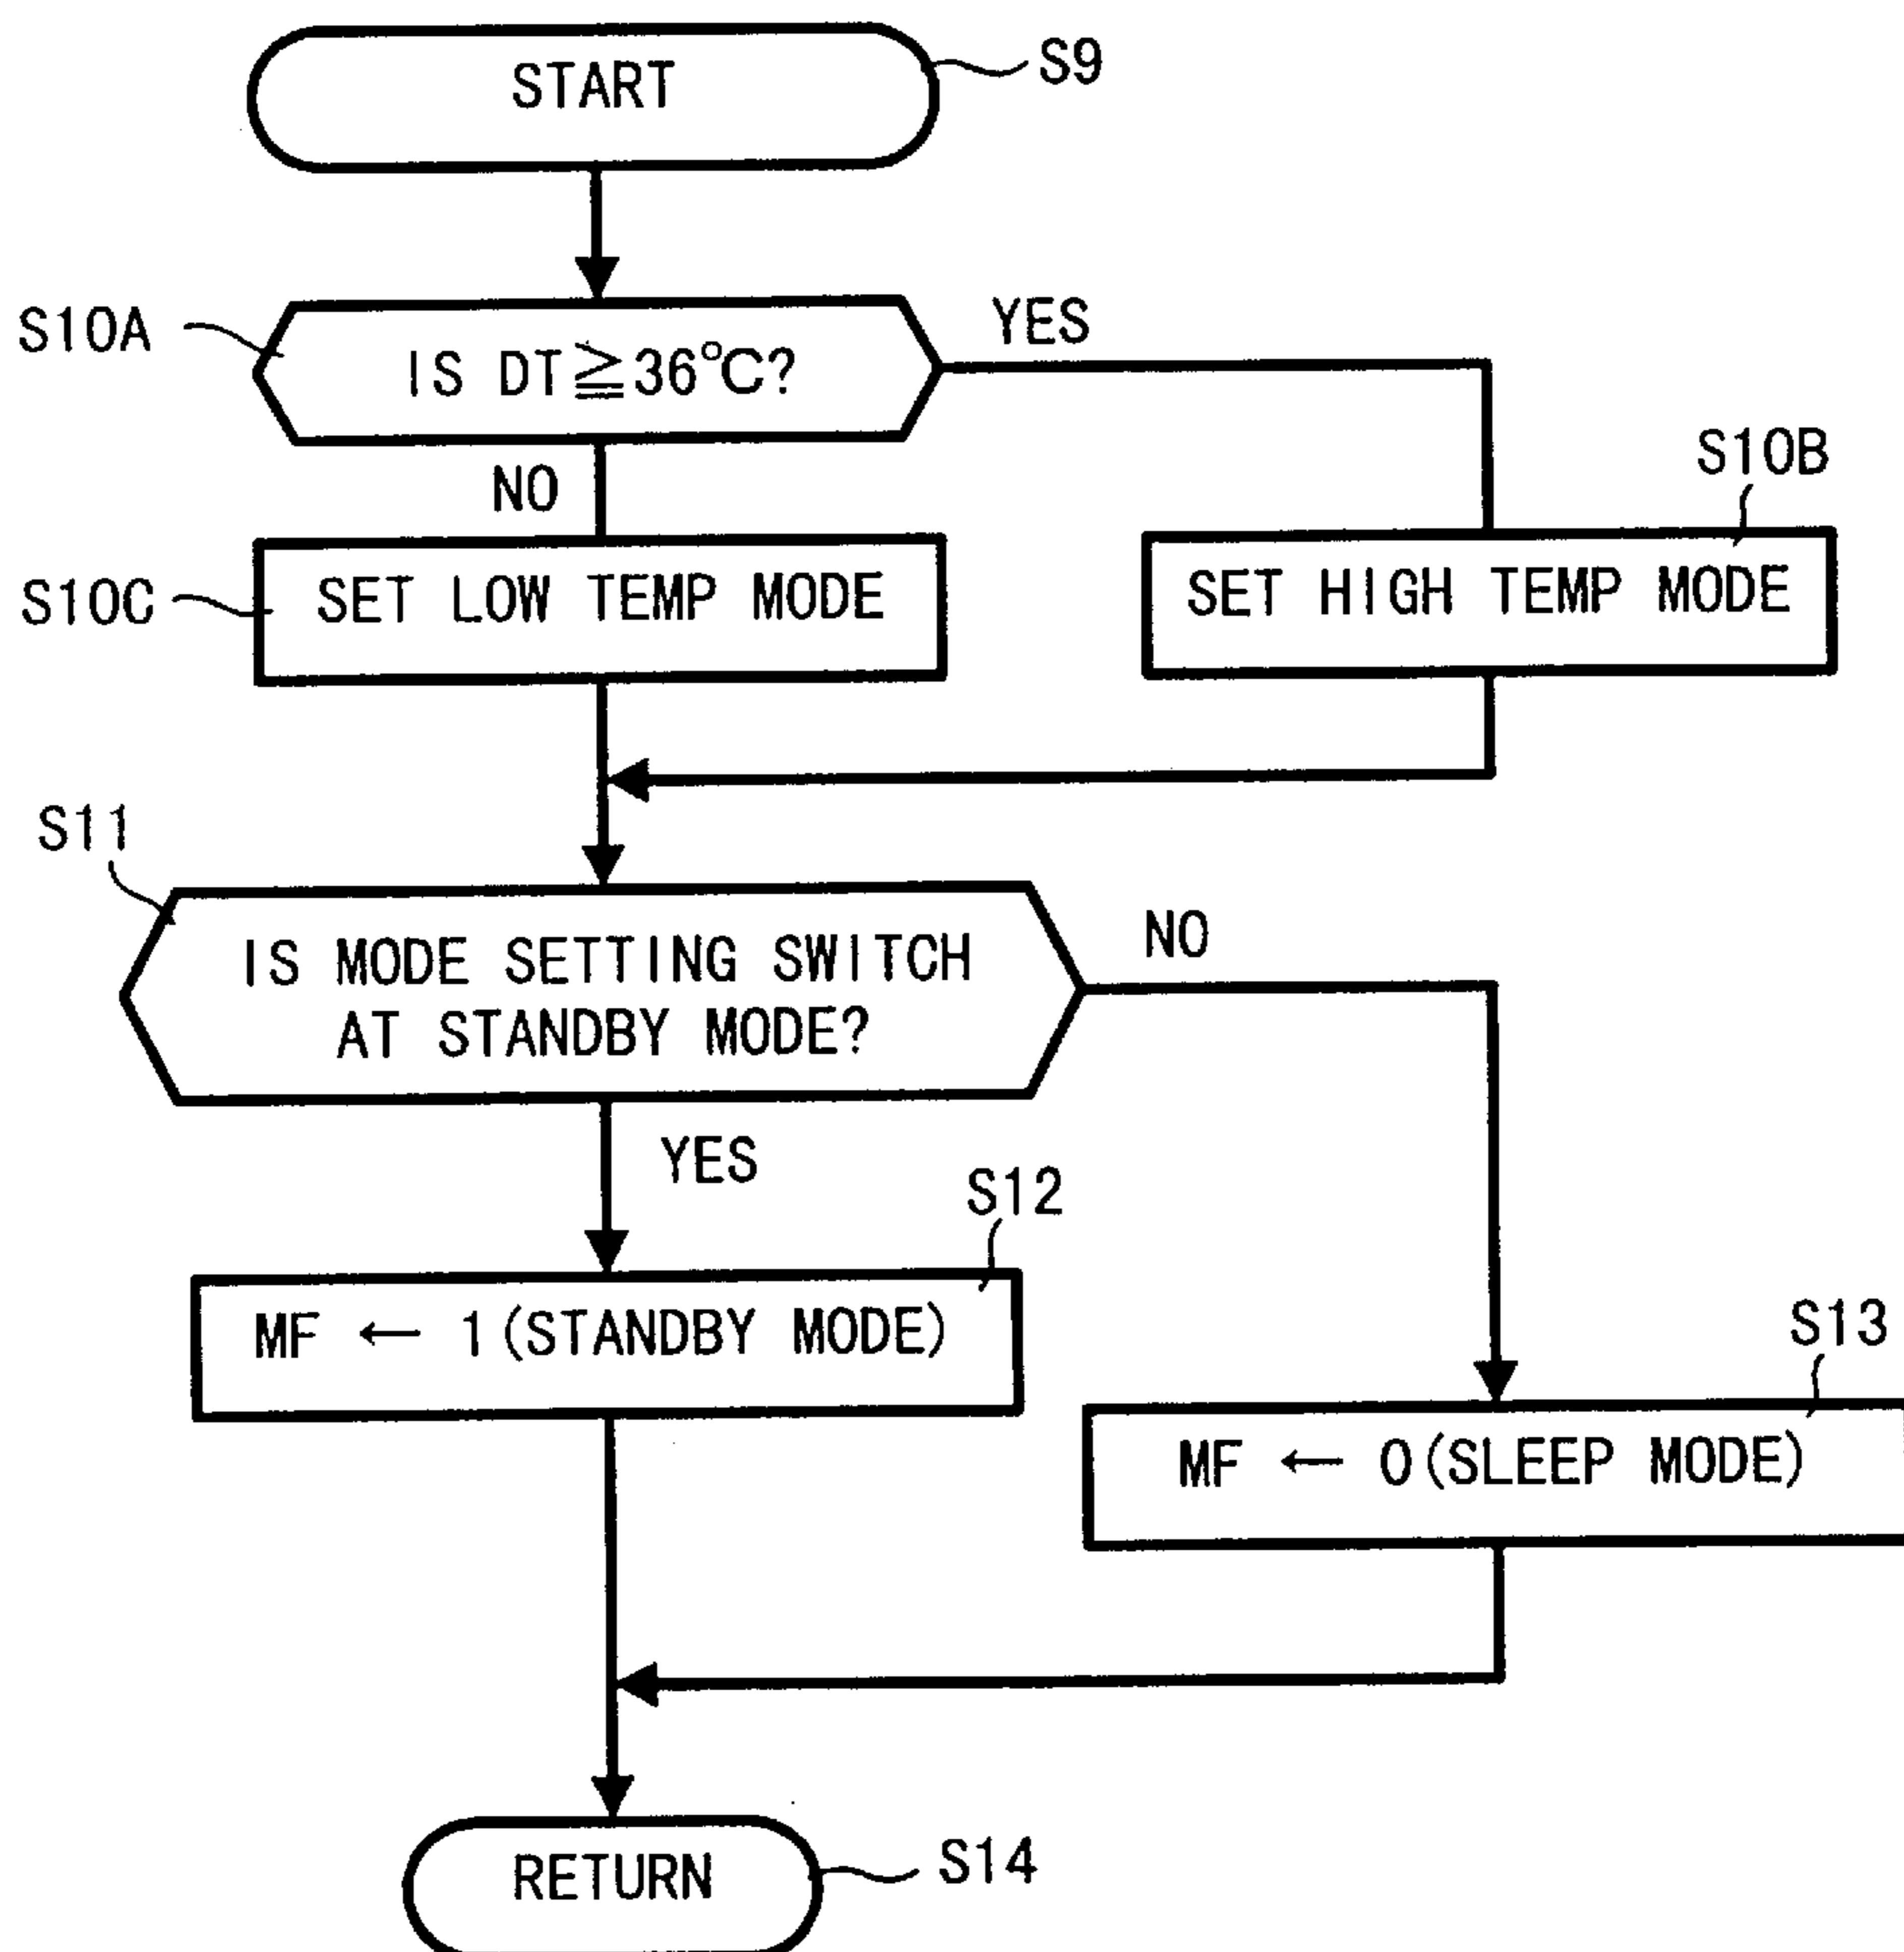 START
S9
S10A
IS DT≧36℃?
YES
NO
S10B
S10C
SET LOW TEMP MODE
SET HIGH TEMP MODE
S11
IS MODE SETTING SWITCH
AT STANDBY MODE?
NO
YES
S12
MF ← 1(STANDBY MODE)
S13
MF ← 0(SLEEP MODE)
RETURN
S14